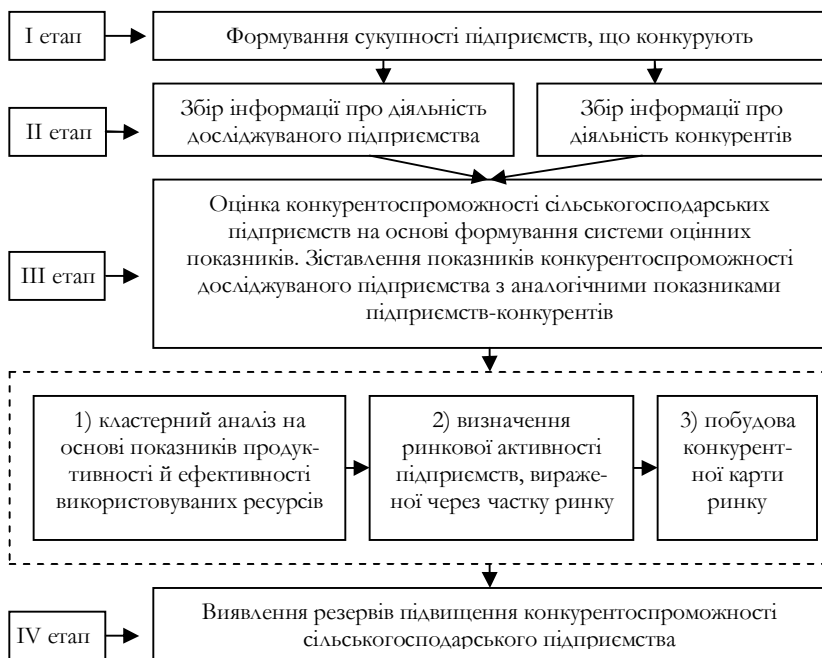 І етап
Формування сукупності підприємств, що конкурують
ІІ етап
Збір інформації про діяльність
досліджуваного підприємства
Збір інформації про
діяльність конкурентів
ІІІ етап
Оцінка конкурентоспроможності сільськогосподарських
підприємств на основі формування системи оцінних
показників. Зіставлення показників конкурентоспроможності
досліджуваного підприємства з аналогічними показниками
підприємств-конкурентів
1) кластерний аналіз на
основі показників продук-
тивності й ефективності
використовуваних ресурсів
2) визначення
ринкової активності
підприємств, вираже-
ної через частку ринку
3) побудова
конкурент-
ної карти
ринку
IV етап
Виявлення резервів підвищення конкурентоспроможності
сільськогосподарського підприємства